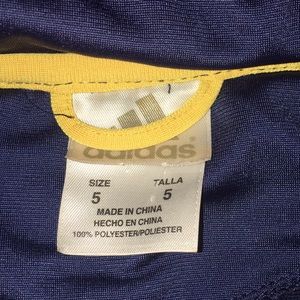 adidas
SIZE TALLA
5 5
MADE IN CHINA
HECHO EN CHINA
100% POLYESTER/POLIESTER